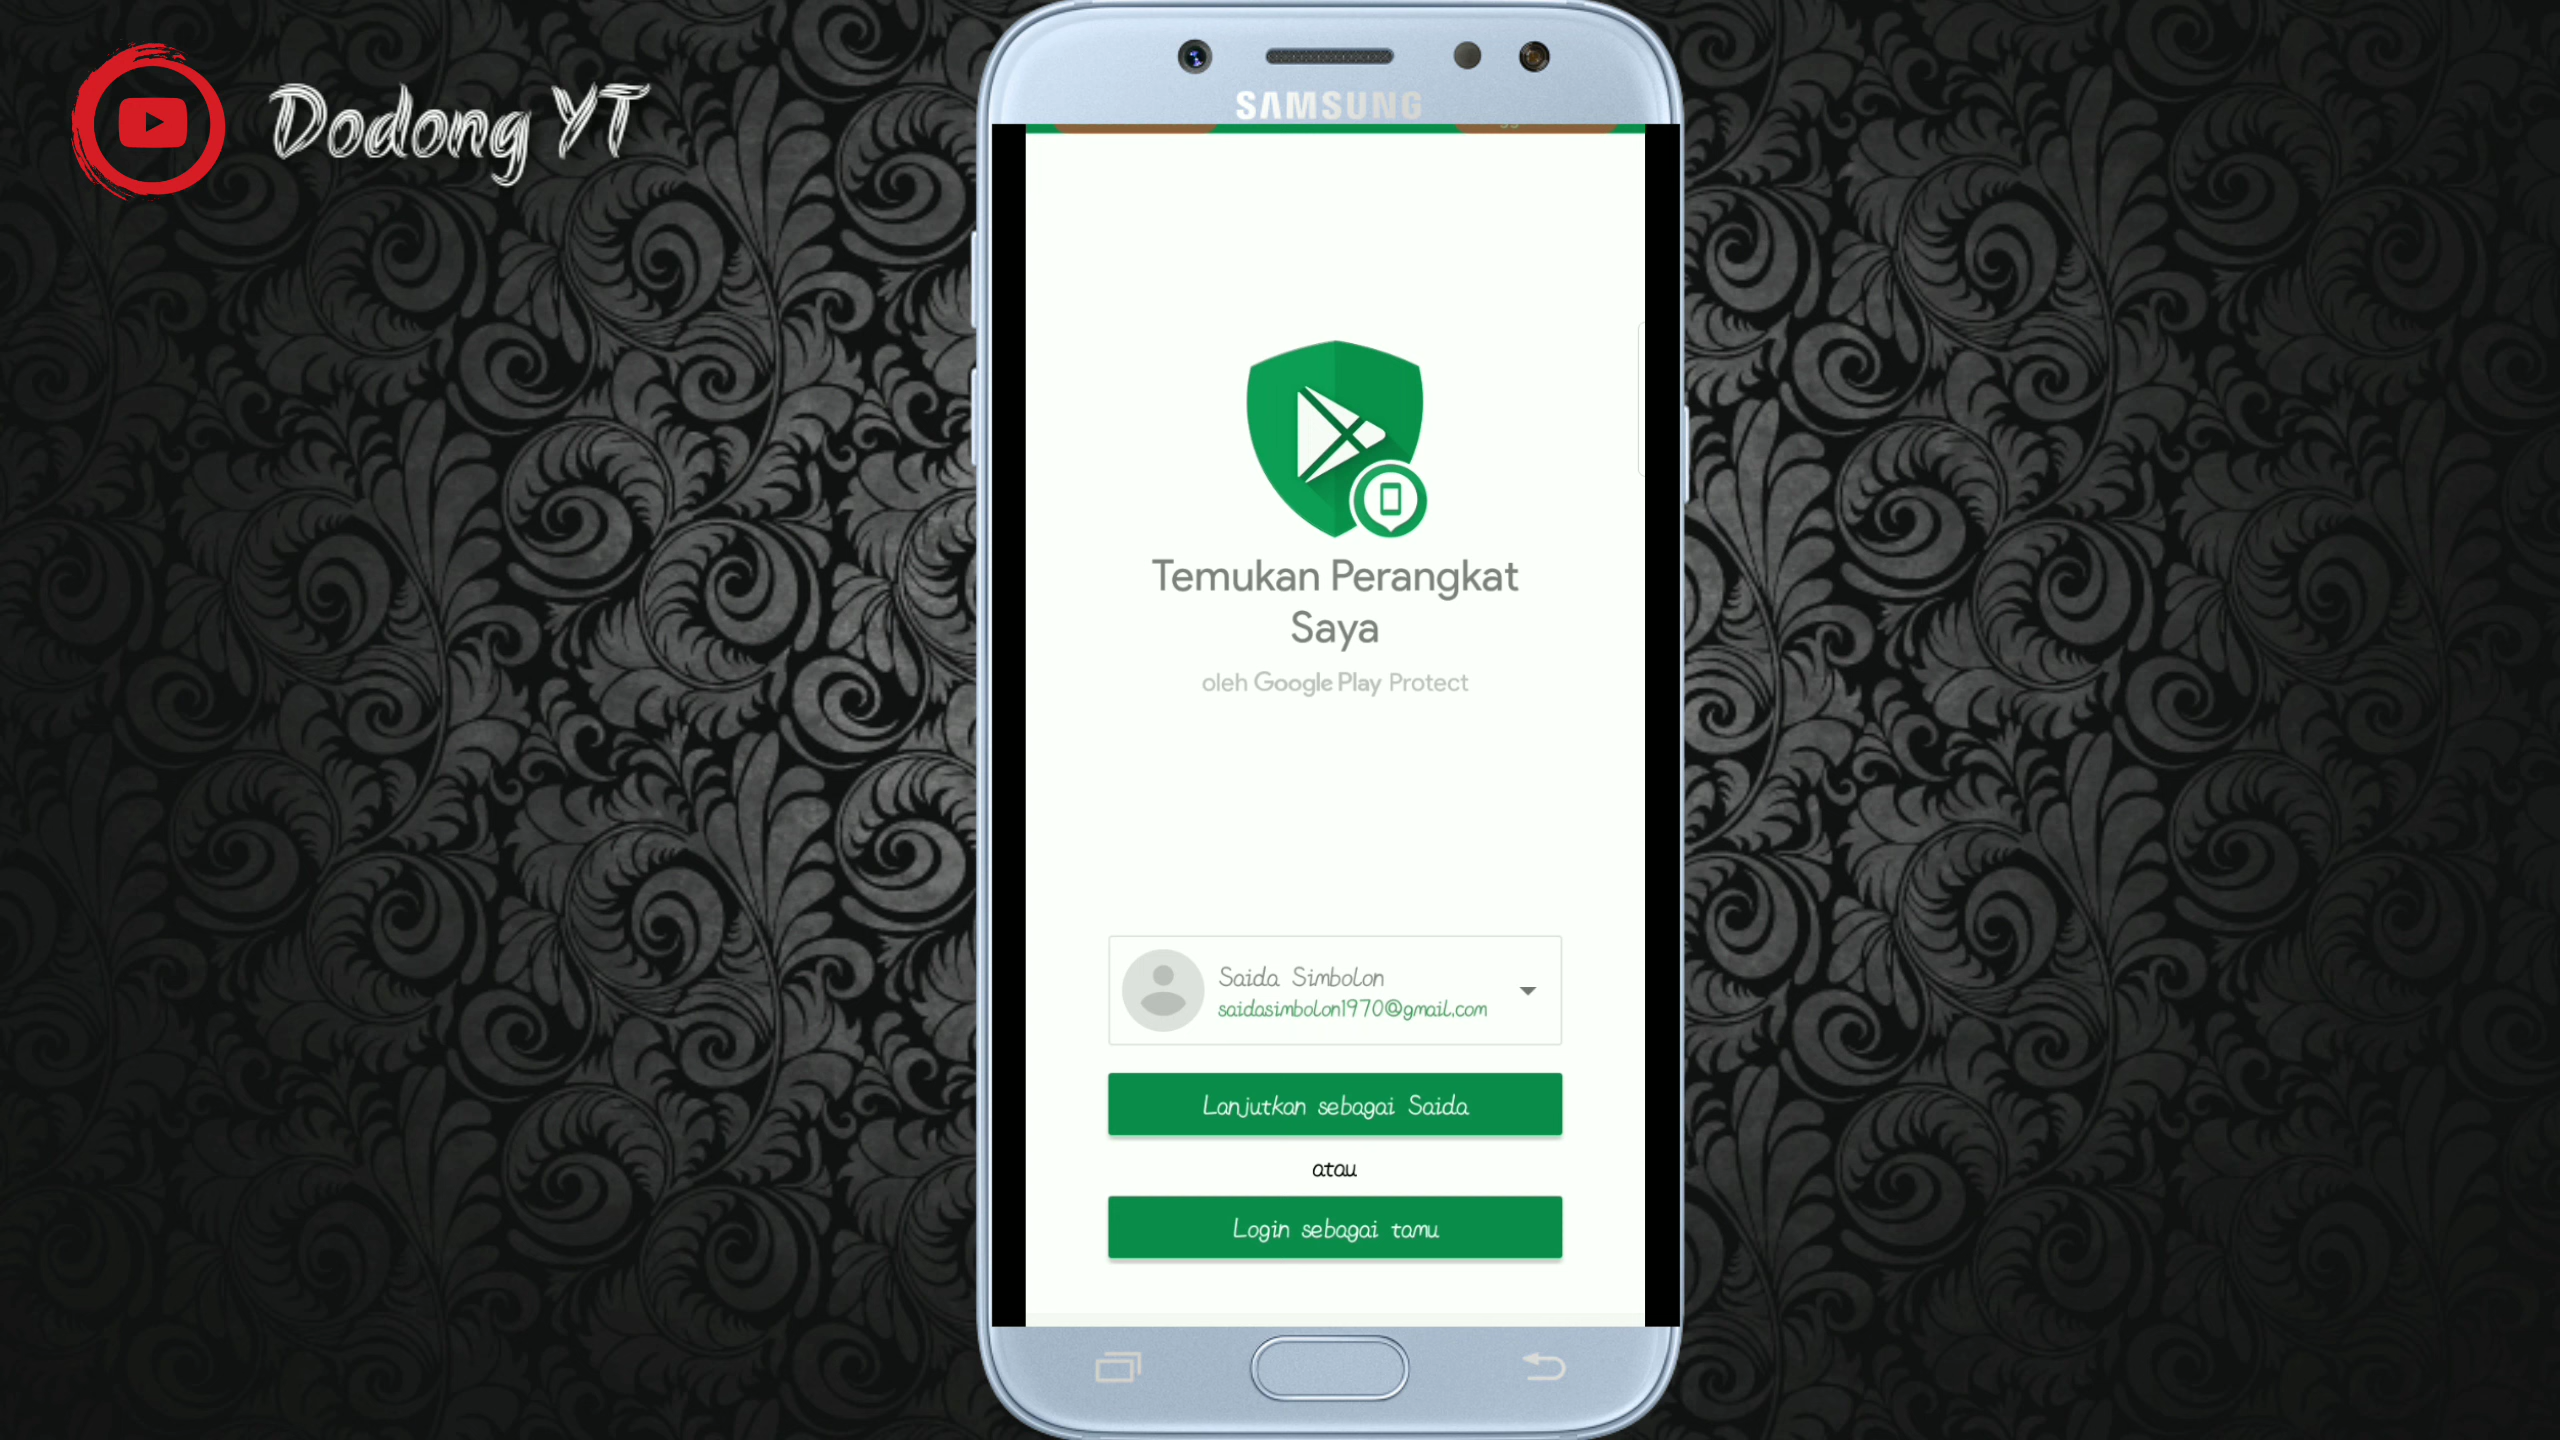 Dodong YT
SAMSUNG
Temukan Perangkat
Saya
oleh Google Play Protect
Saida Simbolon
saidasimbolon1970@gmail.com
Lanjutkan sebagai Saida
atau
Login sebagai tamu